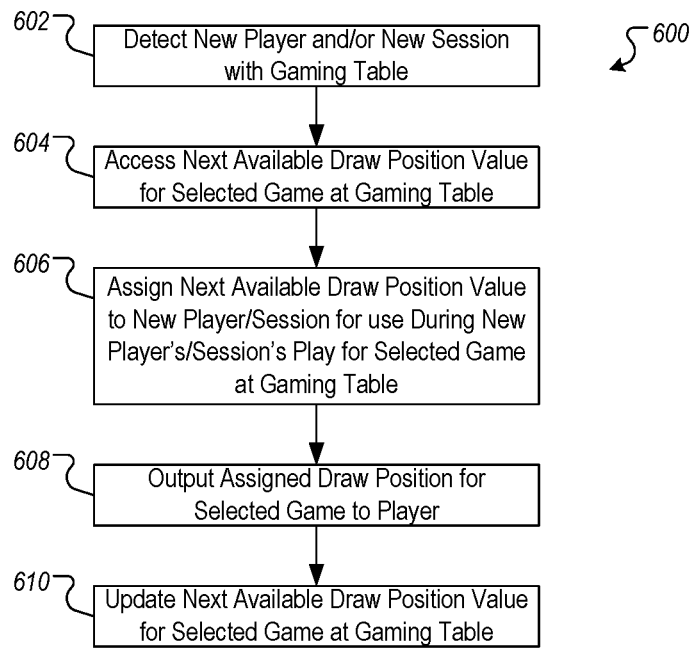 602
Detect New Player and/or New Session
with Gaming Table
600
604
Access Next Available Draw Position Value
for Selected Game at Gaming Table
606
Assign Next Available Draw Position Value
to New Player/Session for use During New
Player’s/Session’s Play for Selected Game
at Gaming Table
608
Output Assigned Draw Position for
Selected Game to Player
610
Update Next Available Draw Position Value
for Selected Game at Gaming Table